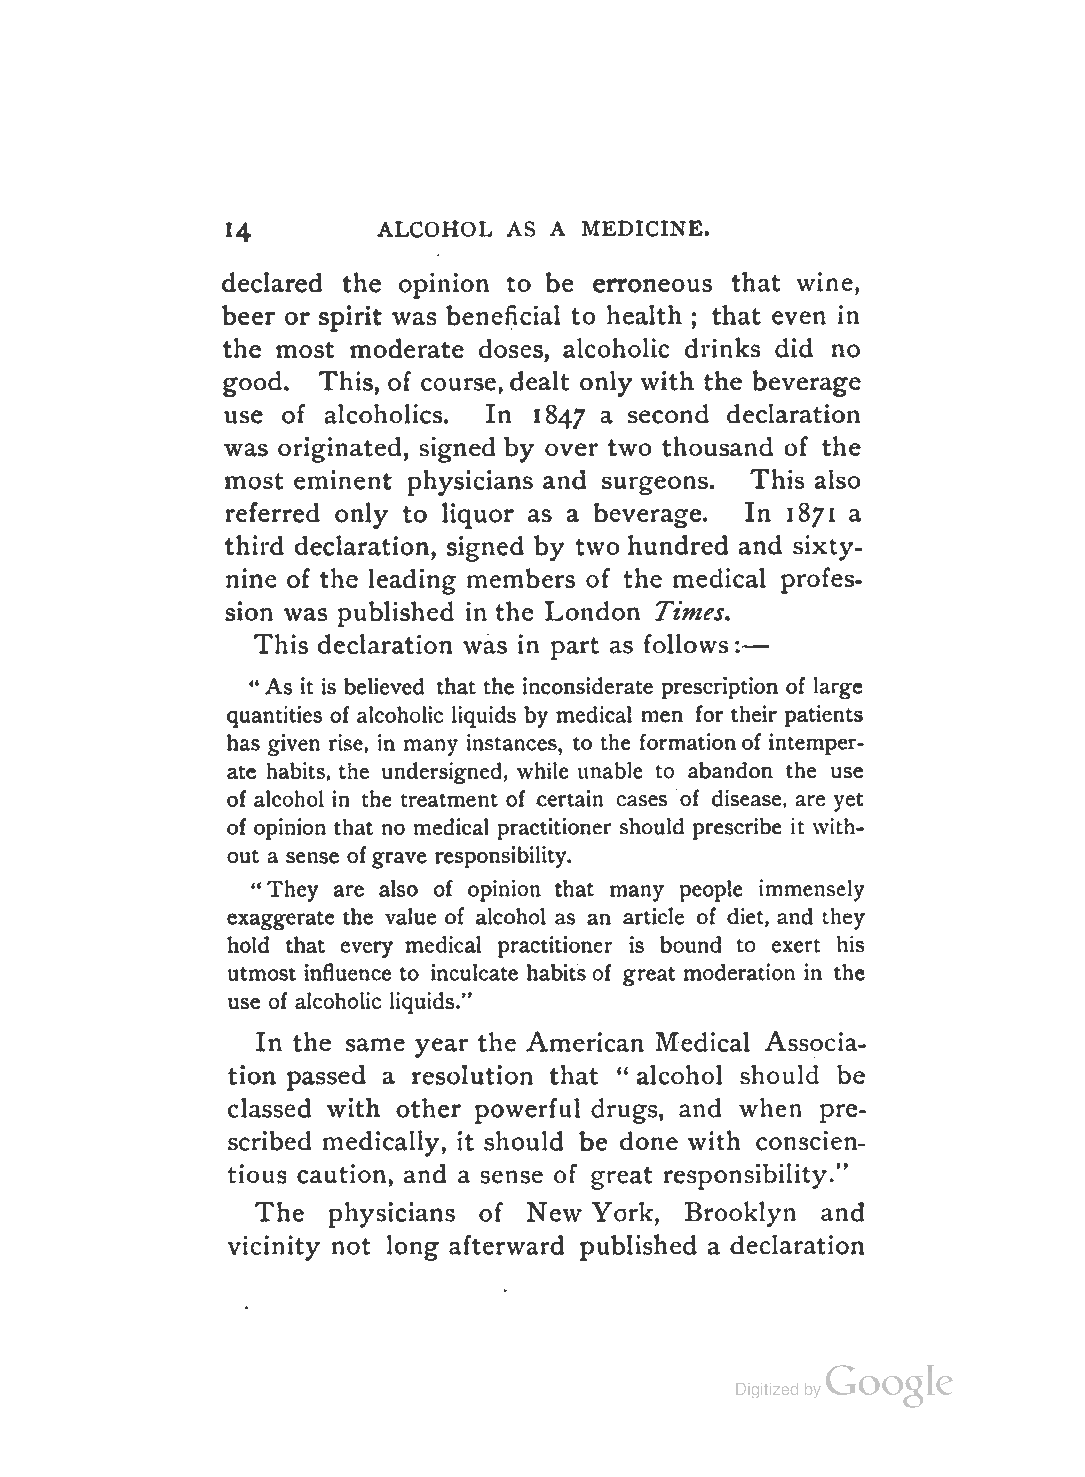 14 ALCOHOL AS A MEDICINE.
declared the opinion to be erroneous that wine,
beer or spirit was beneficial to health ; that even in
the most moderate doses, alcoholic drinks did no
good. This, of course, dealt only with the beverage
use of alcoholics. In 1847 a second declaration
was originated, signed by over two thousand of the
most eminent physicians and surgeons. This also
referred only to liquor as a beverage. In 1871 a
third declaration, signed by two hundred and sixty-
nine of the leading members of the medical profes-
sion was published in the London Times.
This declaration was in part as follows :—
“ As it is believed that the inconsiderate prescription of large
quantities of alcoholic liquids by medical men for their patients
has given rise, in many instances, to the formation of intemper-
ate habits, the undersigned, while unable to abandon the use
of alcohol in the treatment of certain cases of disease, are yet
of opinion that no medical practitioner should prescribe it with-
out a sense of grave responsibility.
“ They are also of opinion that many people immensely
exaggerate the value of alcohol as an article of diet, and they
hold that every medical practitioner is bound to exert his
utmost influence to inculcate habits of great moderation in the
use of alcoholic liquids.”
In the same year the American Medical Associa-
tion passed a resolution that “ alcohol should be
classed with other powerful drugs, and when pre-
scribed medically, it should be done with conscien-
tious caution, and a sense of great responsibility.”
The physicians of New York, Brooklyn and
vicinity not long afterward published a declaration
Digitized by Google